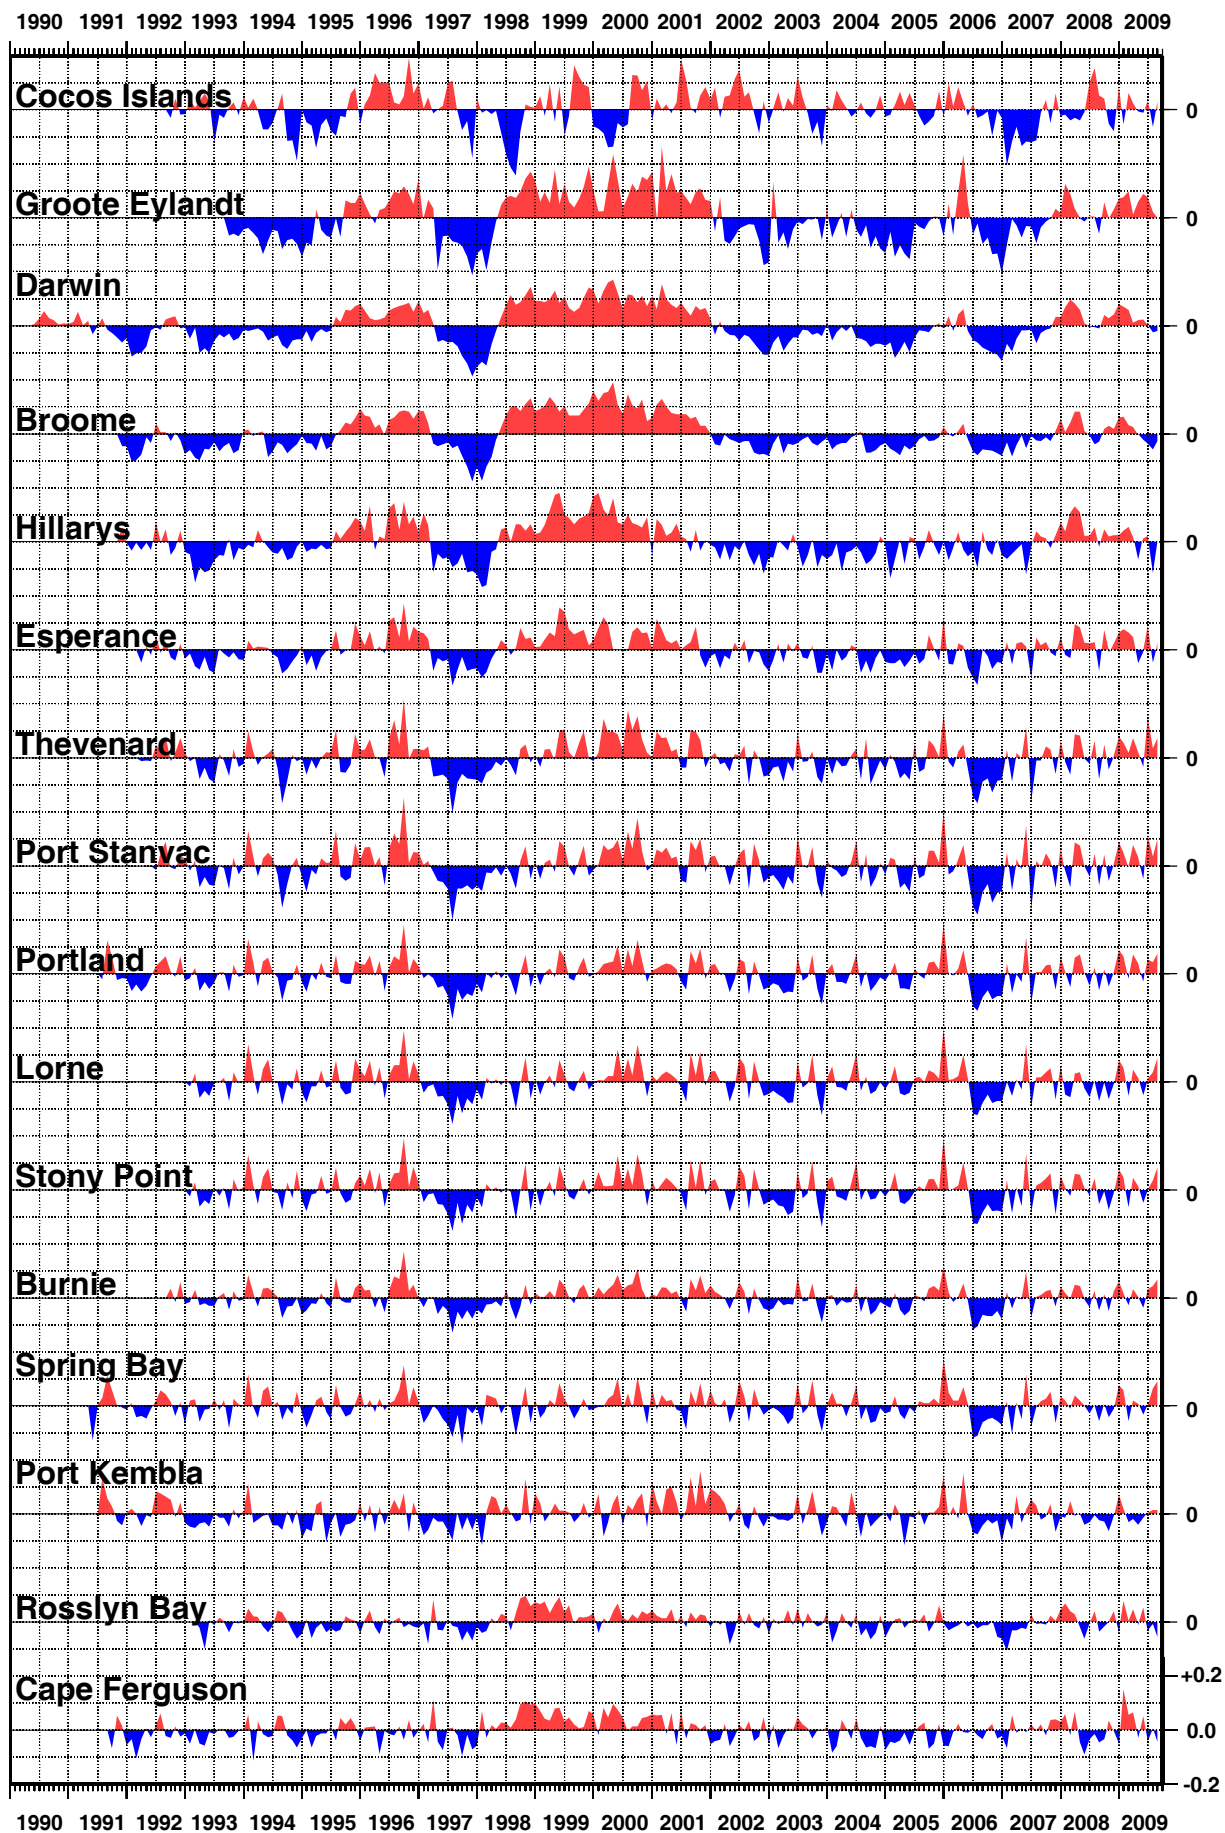 1990 1991 1992 1993 1994 1995 1996 1997 1998 1999 2000 2001 2002 2003 2004 2005 2006 2007 2008 2009
Cocos Islands 0
Groote Eylandt 0
Darwin 0
Broome 0
Hillarys 0
Esperance 0
Thevenard 0
Port Stanvac 0
Portland 0
Lorne 0
Stony Point 0
Burnie 0
Spring Bay 0
Port Kembla 0
Rosslyn Bay 0
+0.2
Cape Ferguson 0.0
-0.2
1990 1991 1992 1993 1994 1995 1996 1997 1998 1999 2000 2001 2002 2003 2004 2005 2006 2007 2008 2009